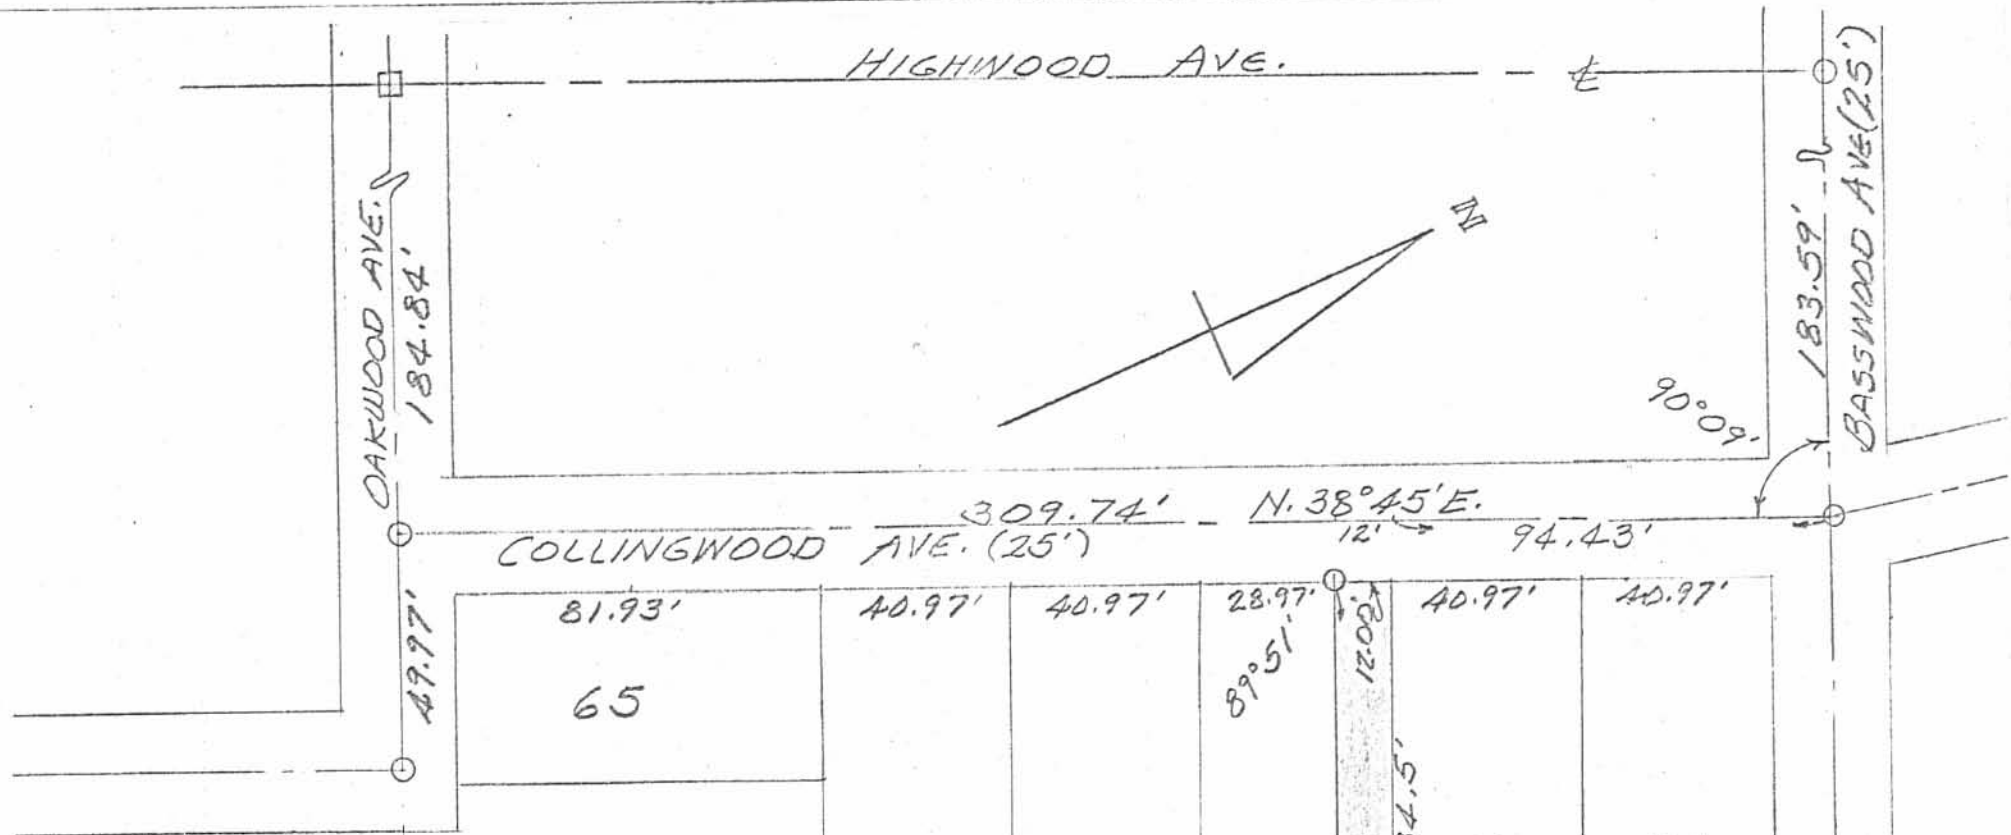 HIGHWOOD AVE.
℄
OAKWOOD AVE.
184.84'
N
183.59'
BASSWOOD AVE (25')
90°09'
309.74' N. 38°45' E.
COLLINGWOOD AVE. (25')
12'
94.43'
49.97'
81.93'
40.97'
40.97'
28.97'
12.00'
40.97'
40.97'
89°51'
65